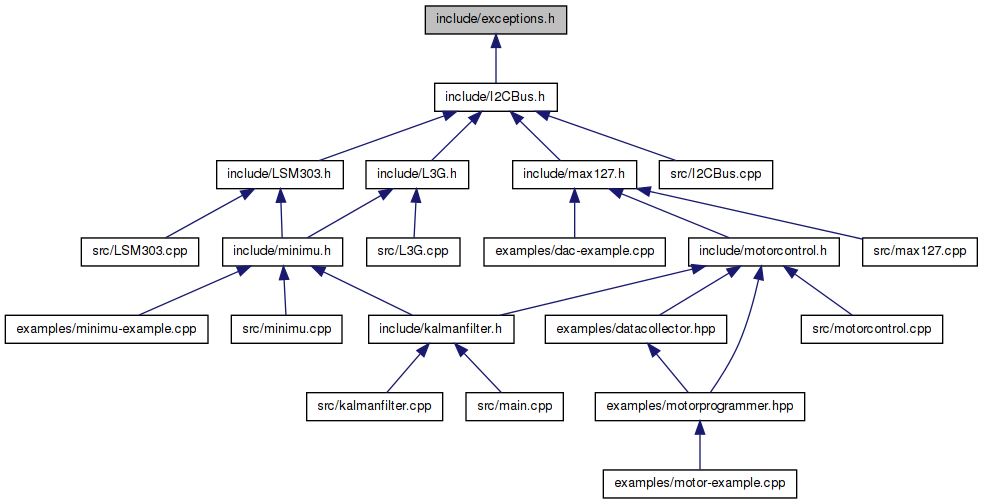 include/exceptions.h
include/I2CBus.h
include/LSM303.h
include/L3G.h
include/max127.h
src/I2CBus.cpp
src/LSM303.cpp
include/minimu.h
src/L3G.cpp
examples/dac-example.cpp
include/motorcontrol.h
src/max127.cpp
examples/minimu-example.cpp
src/minimu.cpp
include/kalmanfilter.h
examples/datacollector.hpp
src/motorcontrol.cpp
src/kalmanfilter.cpp
src/main.cpp
examples/motorprogrammer.hpp
examples/motor-example.cpp